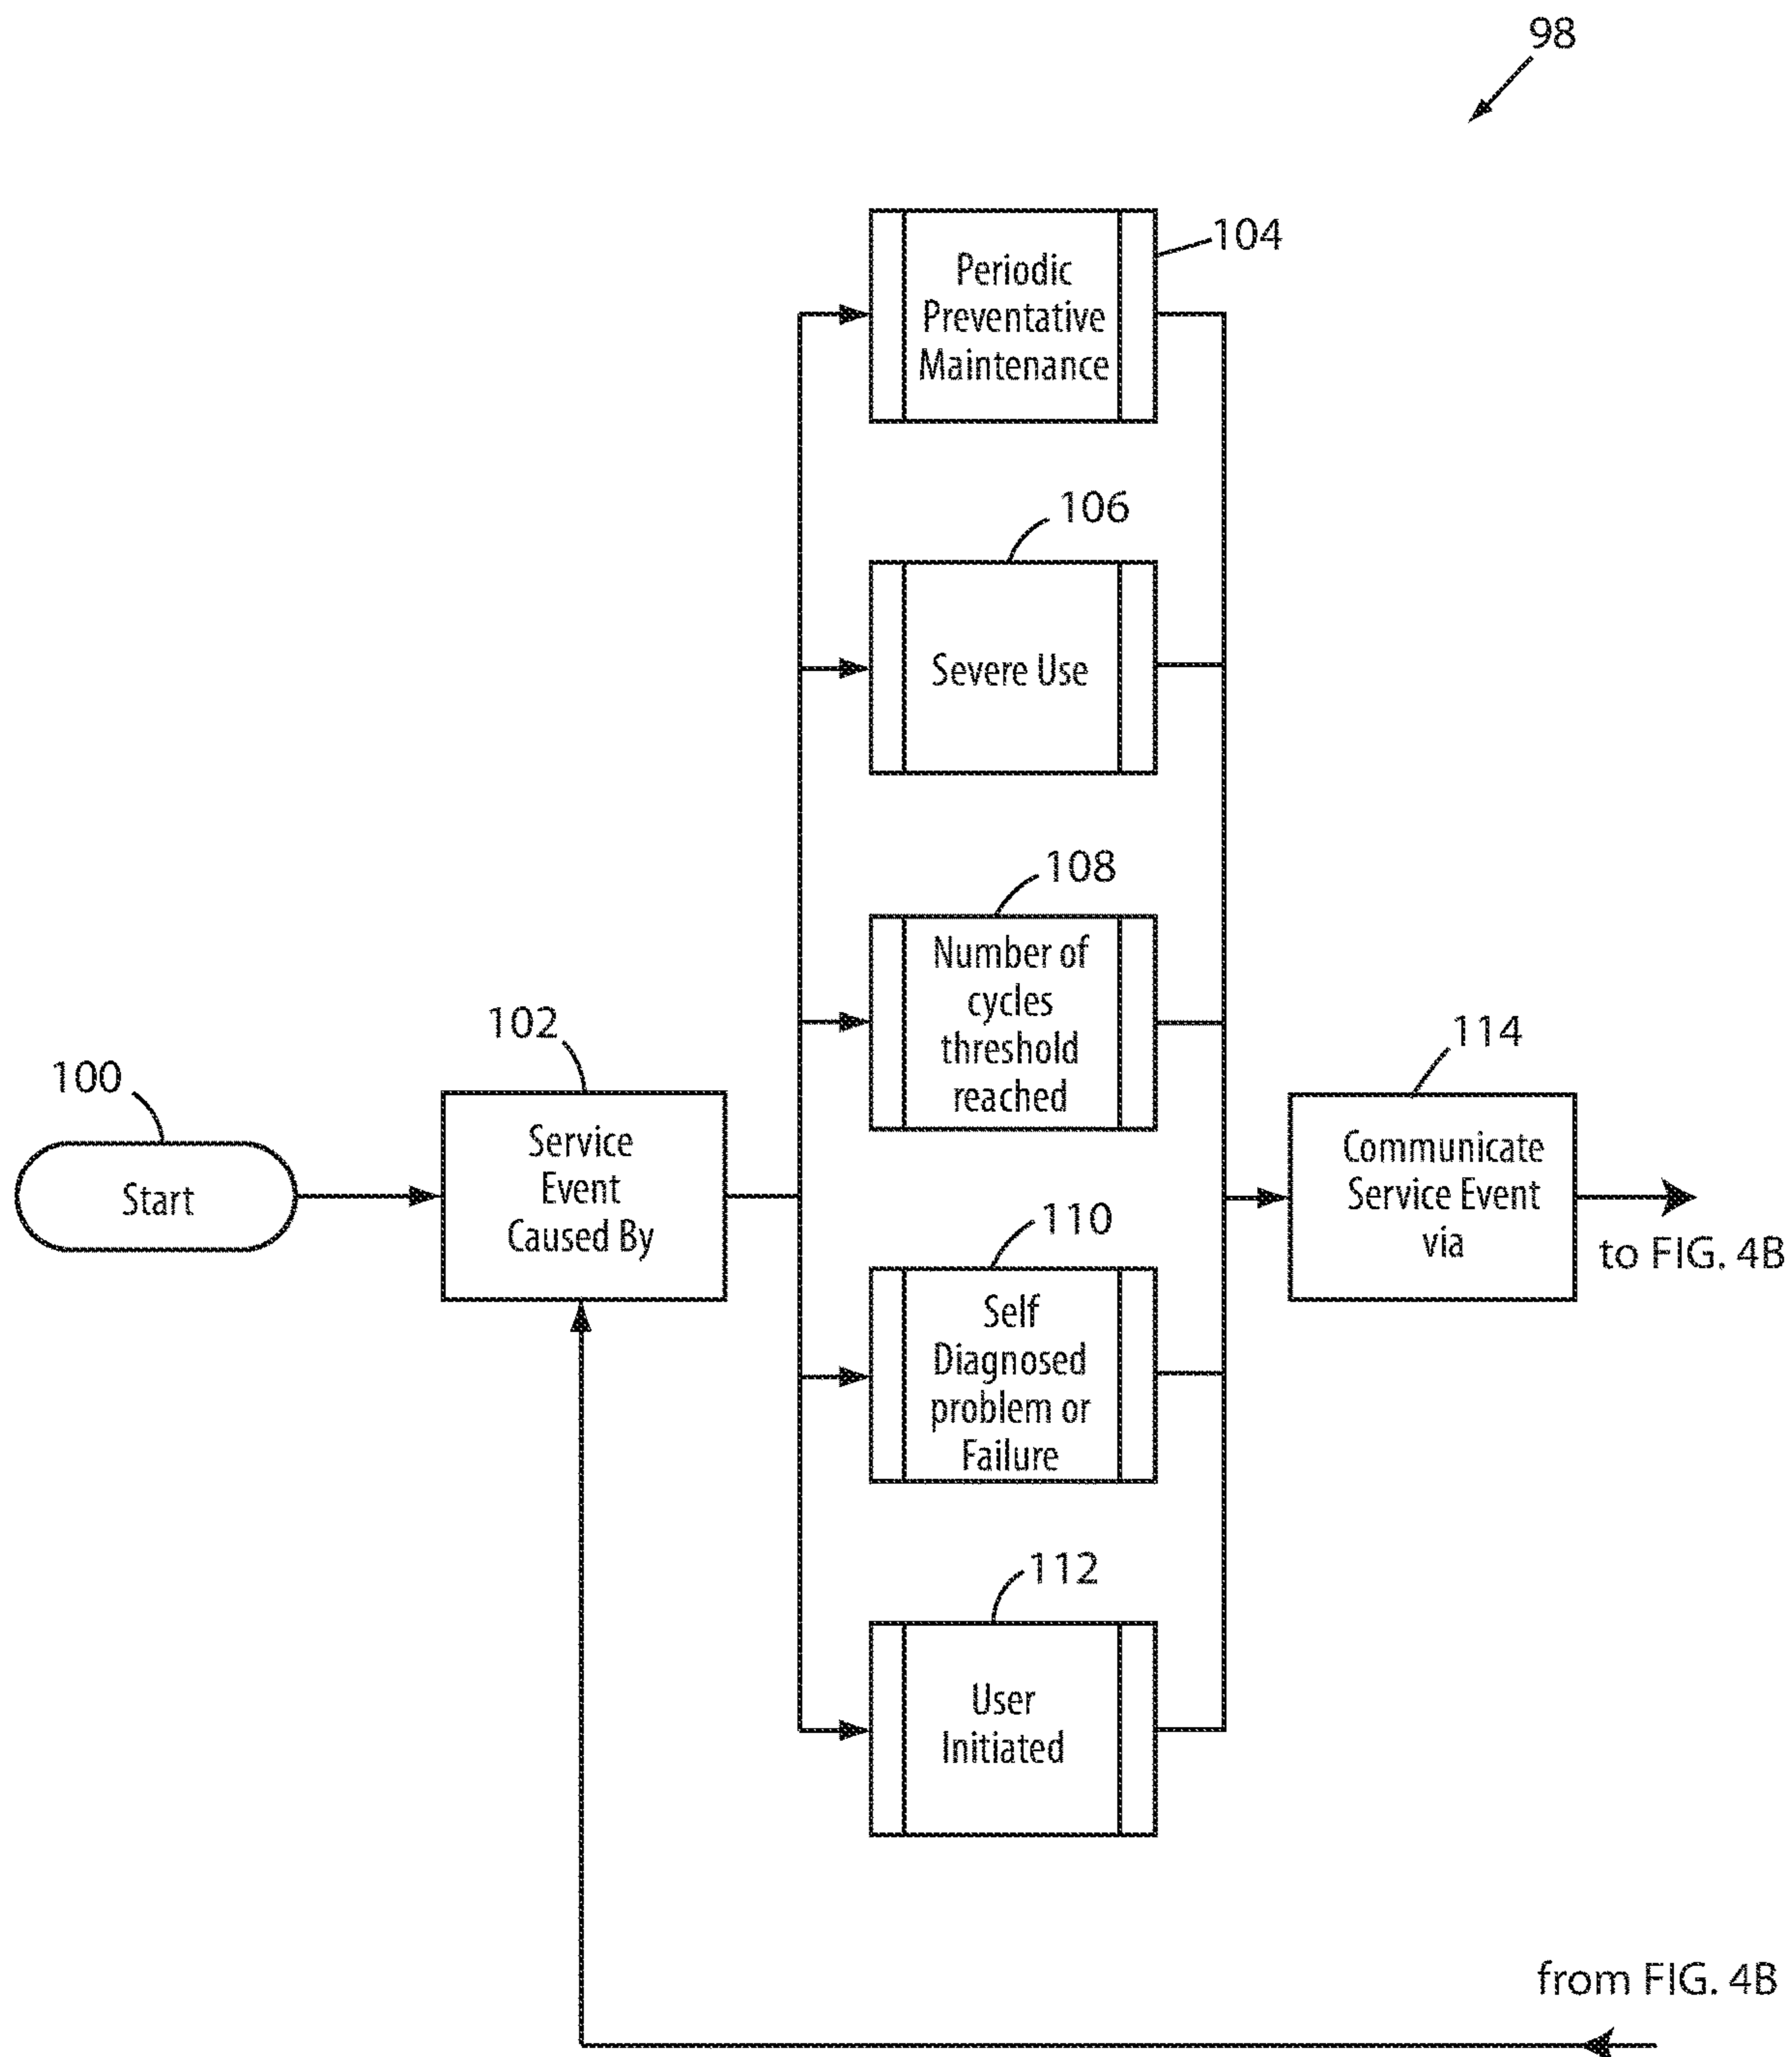 98
104
Periodic
Preventative
Maintenance
106
Severe Use
108
Number of
cycles
threshold
reached
102
Service
Event
Caused By
100
Start
114
Communicate
Service Event
via
to FIG. 4B
110
Self
Diagnosed
problem or
Failure
112
User
Initiated
from FIG. 4B